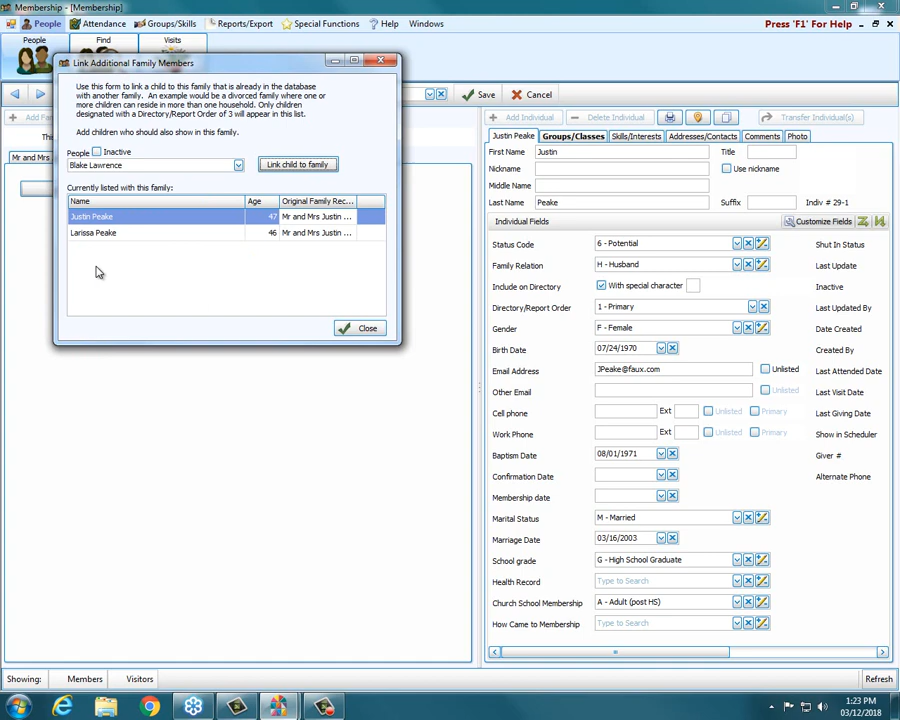 Membership - [Membership]
People Attendance Groups/Skills Reports/Export Special Functions Help Windows Press 'F1' For Help
People Find Visits
Link Additional Family Members
Use this form to link a child to this family that is already in the database
with another family. An example would be a divorced family where one or
more children can reside in more than one household. Only children
designated with a Directory/Report Order of 3 will appear in this list.
Add children who should also show in this family.
People Inactive
Blake Lawrence Link child to family
Currently listed with this family:
Name Age Original Family Rec...
Justin Peake 47 Mr and Mrs Justin ...
Larissa Peake 46 Mr and Mrs Justin ...
Close
Add Fam
This
Mr and Mrs
Save Cancel
Add Individual Delete Individual Transfer Individual(s)
Justin Peake Groups/Classes Skills/Interests Addresses/Contacts Comments Photo
First Name Justin Title
Nickname Use nickname
Middle Name
Last Name Peake Suffix Indiv # 29-1
Individual Fields Customize Fields
Status Code 6 - Potential Shut In Status
Family Relation H - Husband Last Update
Include on Directory With special character Inactive
Directory/Report Order 1 - Primary Last Updated By
Gender F - Female Date Created
Birth Date 07/24/1970 Created By
Email Address JPeake@faux.com Unlisted Last Attended Date
Other Email Unlisted Last Visit Date
Cell phone Ext Unlisted Primary Last Giving Date
Work Phone Ext Unlisted Primary Show in Scheduler
Baptism Date 08/01/1971 Giver #
Confirmation Date Alternate Phone
Membership date
Marital Status M - Married
Marriage Date 03/16/2003
School grade G - High School Graduate
Health Record Type to Search
Church School Membership A - Adult (post HS)
How Came to Membership Type to Search
Showing: Members Visitors Refresh
1:23 PM
03/12/2018